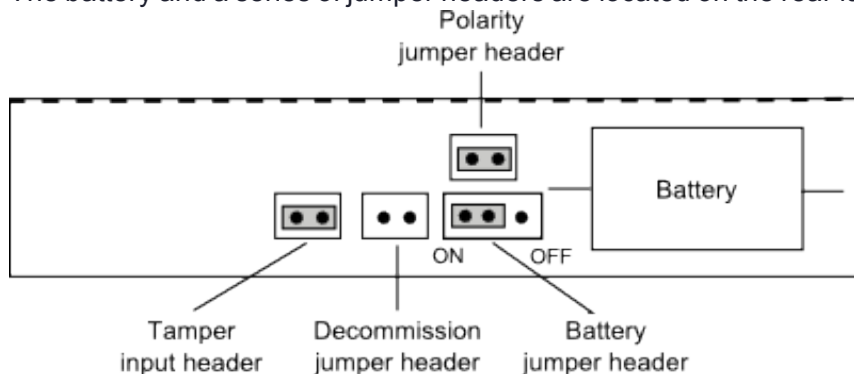 The battery and a series of jumper headers are located on the rear
Polarity
jumper header
Battery
ON
OFF
Tamper
input header
Decommission
jumper header
Battery
jumper header